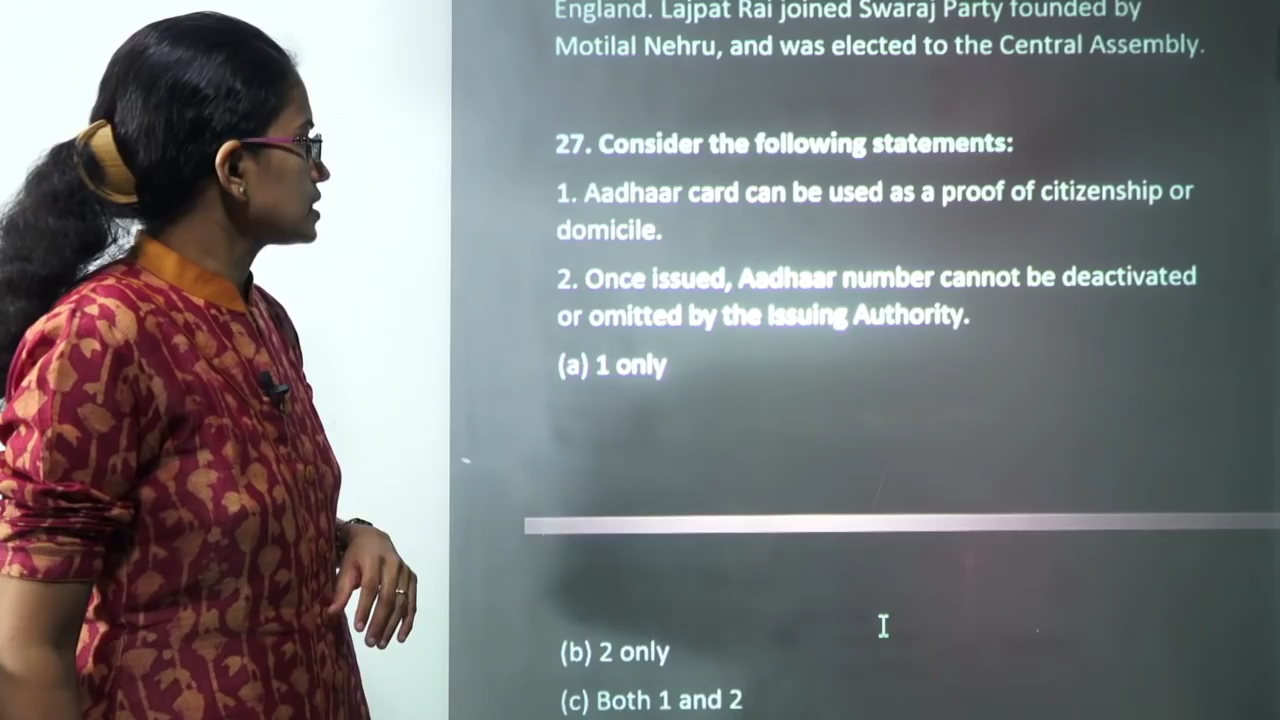 England. Lajpat Rai joined Swaraj Party founded by
Motilal Nehru, and was elected to the Central Assembly.
27. Consider the following statements:
1. Aadhaar card can be used as a proof of citizenship or
domicile.
2. Once issued, Aadhaar number cannot be deactivated
or omitted by the Issuing Authority.
(a) 1 only
(b) 2 only
(c) Both 1 and 2